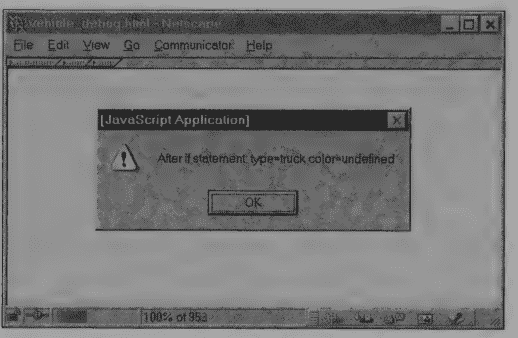 vehicle_debug.html - Netscape
File Edit View Go Communicator Help
[JavaScript Application]
After if statement: type=truck color=undefined
OK
100% of 953